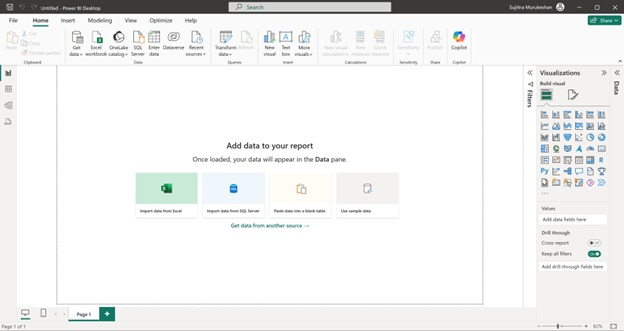 Untitled - Power BI Desktop
Search
Sujitra Murukeshan
File Home Insert Modeling View Optimize Help
Share
Paste
Cut
Copy
Format painter
Get data
Excel workbook
OneLake catalog
SQL Server
Enter data
Dataverse
Recent sources
Transform data
Refresh
New visual
Text box
More visuals
New visual calculation
New measure
Quick measure
Sensitivity
Publish
Copilot
Clipboard
Data
Queries
Insert
Calculations
Sensitivity
Share
Copilot
Add data to your report
Once loaded, your data will appear in the Data pane.
Import data from Excel
Import data from SQL Server
Paste data into a blank table
Use sample data
Get data from another source →
Filters
Visualizations
Build visual
Values
Add data fields here
Drill through
Cross-report
Off
Keep all filters
On
Add drill-through fields here
Data
Page 1
Page 1 of 1
82%